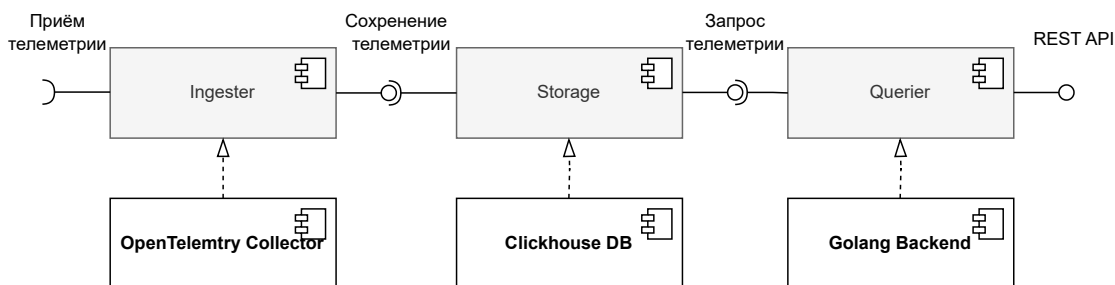 Приём
телеметрии
Сохренение
телеметрии
Запрос
телеметрии
REST API
Ingester
Storage
Querier
OpenTelemtry Collector
Clickhouse DB
Golang Backend